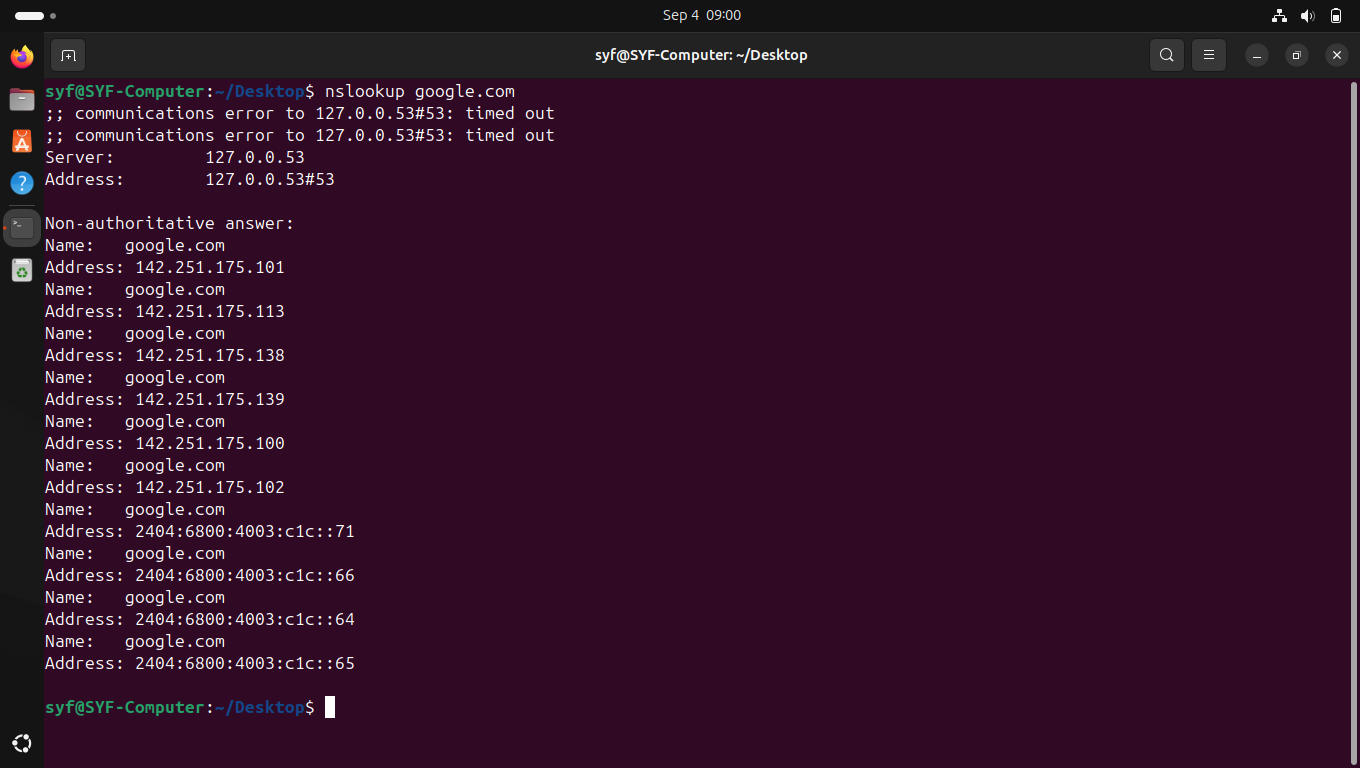 Sep 4 09:00
syf@SYF-Computer: ~/Desktop
syf@SYF-Computer:~/Desktop$ nslookup google.com
;; communications error to 127.0.0.53#53: timed out
;; communications error to 127.0.0.53#53: timed out
Server:		127.0.0.53
Address:	127.0.0.53#53
Non-authoritative answer:
Name:	google.com
Address: 142.251.175.101
Name:	google.com
Address: 142.251.175.113
Name:	google.com
Address: 142.251.175.138
Name:	google.com
Address: 142.251.175.139
Name:	google.com
Address: 142.251.175.100
Name:	google.com
Address: 142.251.175.102
Name:	google.com
Address: 2404:6800:4003:c1c::71
Name:	google.com
Address: 2404:6800:4003:c1c::66
Name:	google.com
Address: 2404:6800:4003:c1c::64
Name:	google.com
Address: 2404:6800:4003:c1c::65
syf@SYF-Computer:~/Desktop$